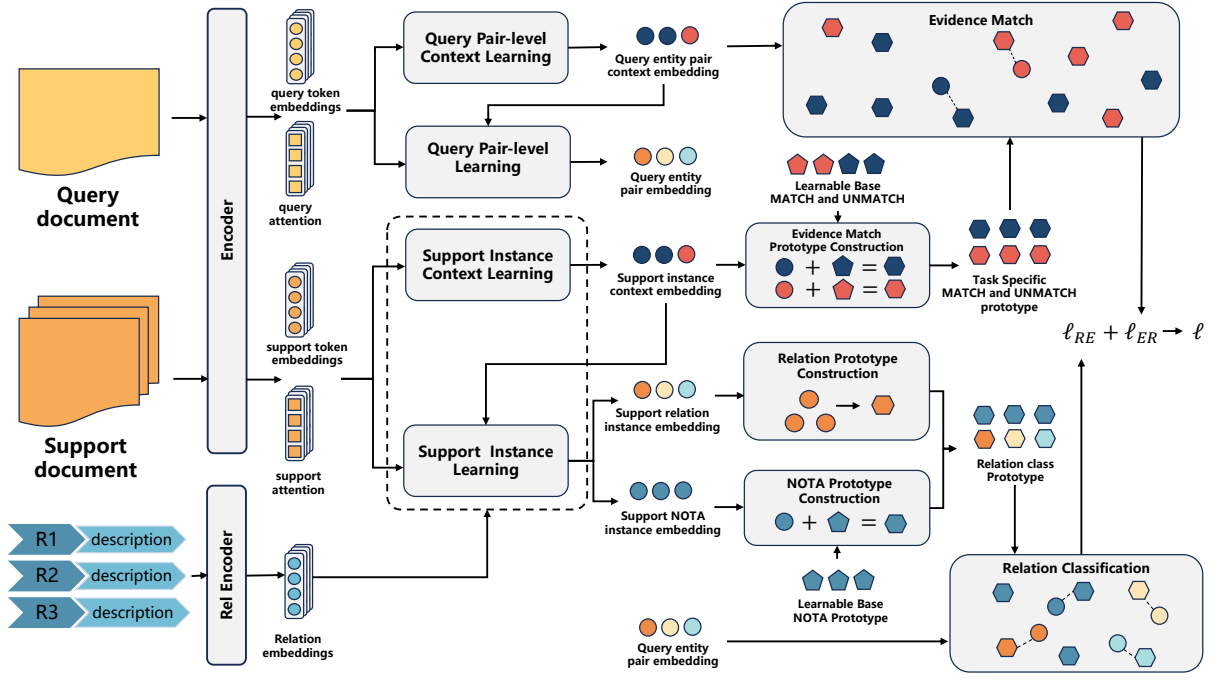 Query
document
Support
document
R1
description
R2
description
R3
description
Encoder
Rel Encoder
query token
embeddings
query
attention
support token
embeddings
support
attention
Relation
embeddings
Query Pair-level
Context Learning
Query Pair-level
Learning
Support Instance
Context Learning
Support Instance
Learning
Query entity pair
context embedding
Query entity
pair embedding
Support instance
context embedding
Support relation
instance embedding
Support NOTA
instance embedding
Query entity
pair embedding
Evidence Match
Learnable Base
MATCH and UNMATCH
Evidence Match
Prototype Construction
+ =
+ =
Task Specific
MATCH and UNMATCH
prototype
Relation Prototype
Construction
NOTA Prototype
Construction
+ =
Learnable Base
NOTA Prototype
Relation class
Prototype
Relation Classification
ℓ_RE + ℓ_ER → ℓ